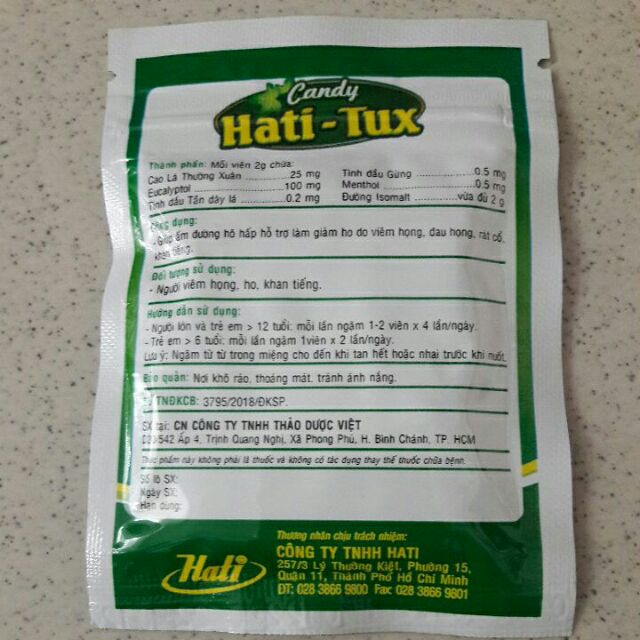 Candy
Hati - Tux
Thành phần: Mỗi viên 2g chứa:
Cao Lá Thường Xuân ............ 25 mg
Eucalyptol ............ 100 mg
Tinh dầu Tần dày lá ............ 0.2 mg
Tinh dầu Gừng ............ 0.5 mg
Menthol ............ 0.5 mg
Đường Isomalt ............ vừa đủ 2 g
Công dụng:
- Giúp ấm đường hô hấp hỗ trợ làm giảm ho do viêm họng, đau họng, rát cổ,
khan tiếng.
Đối tượng sử dụng:
- Người viêm họng, ho, khan tiếng.
Hướng dẫn sử dụng:
- Người lớn và trẻ em > 12 tuổi: mỗi lần ngậm 1-2 viên x 4 lần/ngày.
- Trẻ em > 6 tuổi: mỗi lần ngậm 1viên x 2 lần/ngày.
Lưu ý: Ngậm từ từ trong miệng cho đến khi tan hết hoặc nhai trước khi nuốt.
Bảo quản: Nơi khô ráo, thoáng mát, tránh ánh nắng.
TNĐKCB: 3795/2018/ĐKSP.
SX tại: CN CÔNG TY TNHH THẢO DƯỢC VIỆT
C29/542 Ấp 4, Trịnh Quang Nghị, Xã Phong Phú, H. Bình Chánh, TP. HCM
Thực phẩm này không phải là thuốc và không có tác dụng thay thế thuốc chữa bệnh.
Số lô SX:
Ngày SX:
Hạn dùng:
Hati
Thương nhân chịu trách nhiệm:
CÔNG TY TNHH HATI
257/3 Lý Thường Kiệt, Phường 15,
Quận 11, Thành Phố Hồ Chí Minh
ĐT: 028 3866 9800 Fax: 028 3866 9801